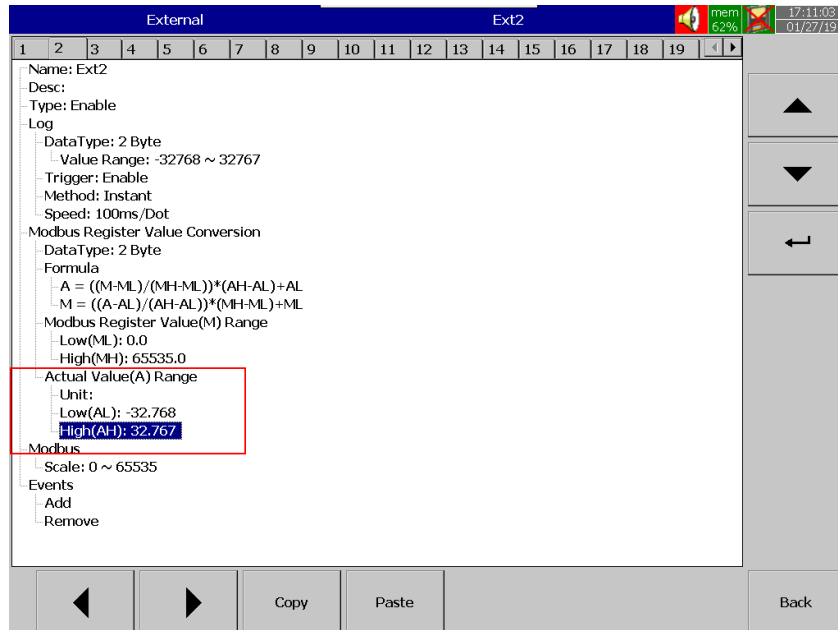 External
Ext2
mem
62%
17:11:03
01/27/19
1 2 3 4 5 6 7 8 9 10 11 12 13 14 15 16 17 18 19
Name: Ext2
Desc:
Type: Enable
Log
DataType: 2 Byte
Value Range: -32768 ~ 32767
Trigger: Enable
Method: Instant
Speed: 100ms/Dot
Modbus Register Value Conversion
DataType: 2 Byte
Formula
A = ((M-ML)/(MH-ML))*(AH-AL)+AL
M = ((A-AL)/(AH-AL))*(MH-ML)+ML
Modbus Register Value(M) Range
Low(ML): 0.0
High(MH): 65535.0
Actual Value(A) Range
Unit:
Low(AL): -32.768
High(AH): 32.767
Modbus
Scale: 0 ~ 65535
Events
Add
Remove
Copy
Paste
Back